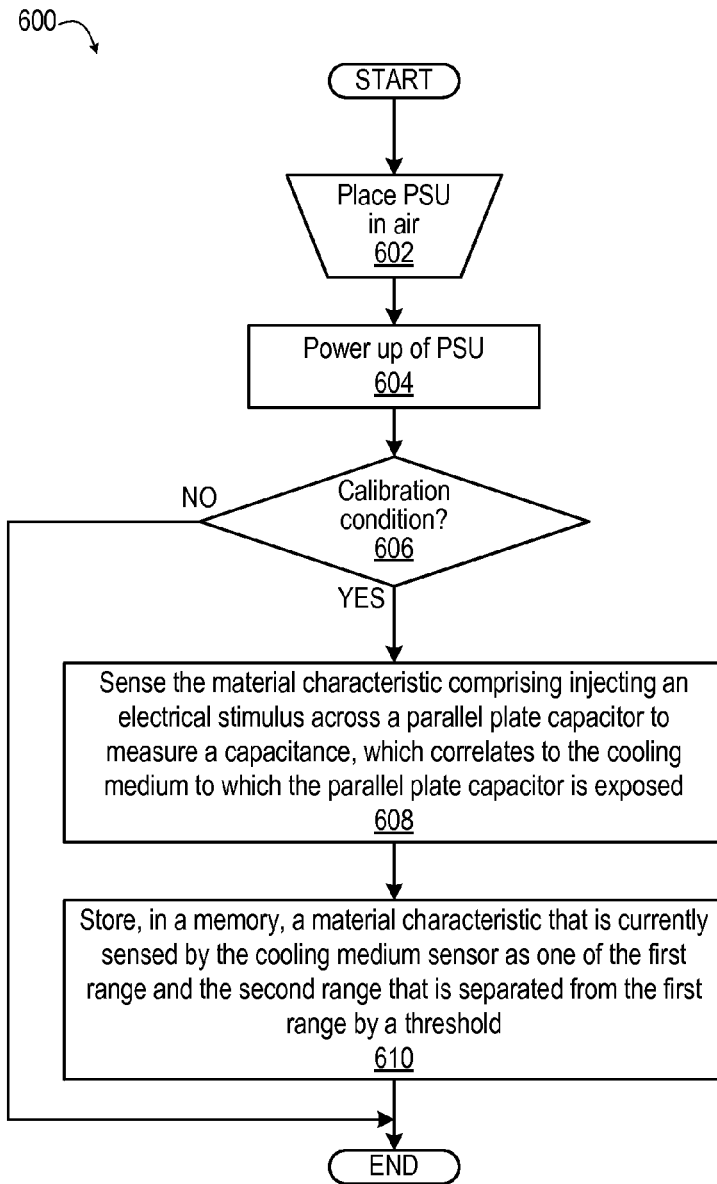 600
START
Place PSU
in air
602
Power up of PSU
604
NO
Calibration
condition?
606
YES
Sense the material characteristic comprising injecting an
electrical stimulus across a parallel plate capacitor to
measure a capacitance, which correlates to the cooling
medium to which the parallel plate capacitor is exposed
608
Store, in a memory, a material characteristic that is currently
sensed by the cooling medium sensor as one of the first
range and the second range that is separated from the first
range by a threshold
610
END